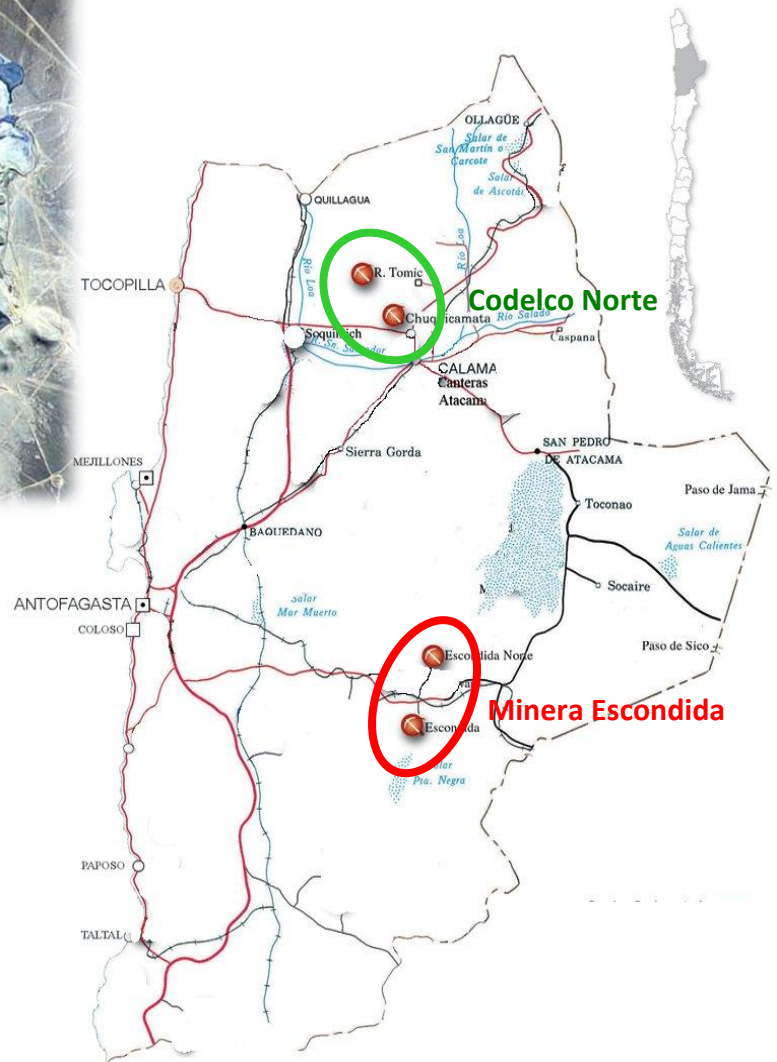 OLLAGÜE
Salar de
San Martín o
Carcote
Salar
de Ascotán
QUILLAGUA
Río Loa
Río Loa
R. Tomic
TOCOPILLA
Codelco Norte
Chuquicamata
Río Salado
Soquimich
R. Sn. Salvador
Caspana
CALAMA
Canteras
Atacama
SAN PEDRO
DE ATACAMA
Sierra Gorda
MEJILLONES
Paso de Jama
Toconao
BAQUEDANO
Salar de
Aguas Calientes
Socaire
Salar
Mar Muerto
ANTOFAGASTA
COLOSO
Paso de Sico
Escondida Norte
Minera Escondida
Escondida
Salar
Pta. Negra
PAPOSO
TALTAL